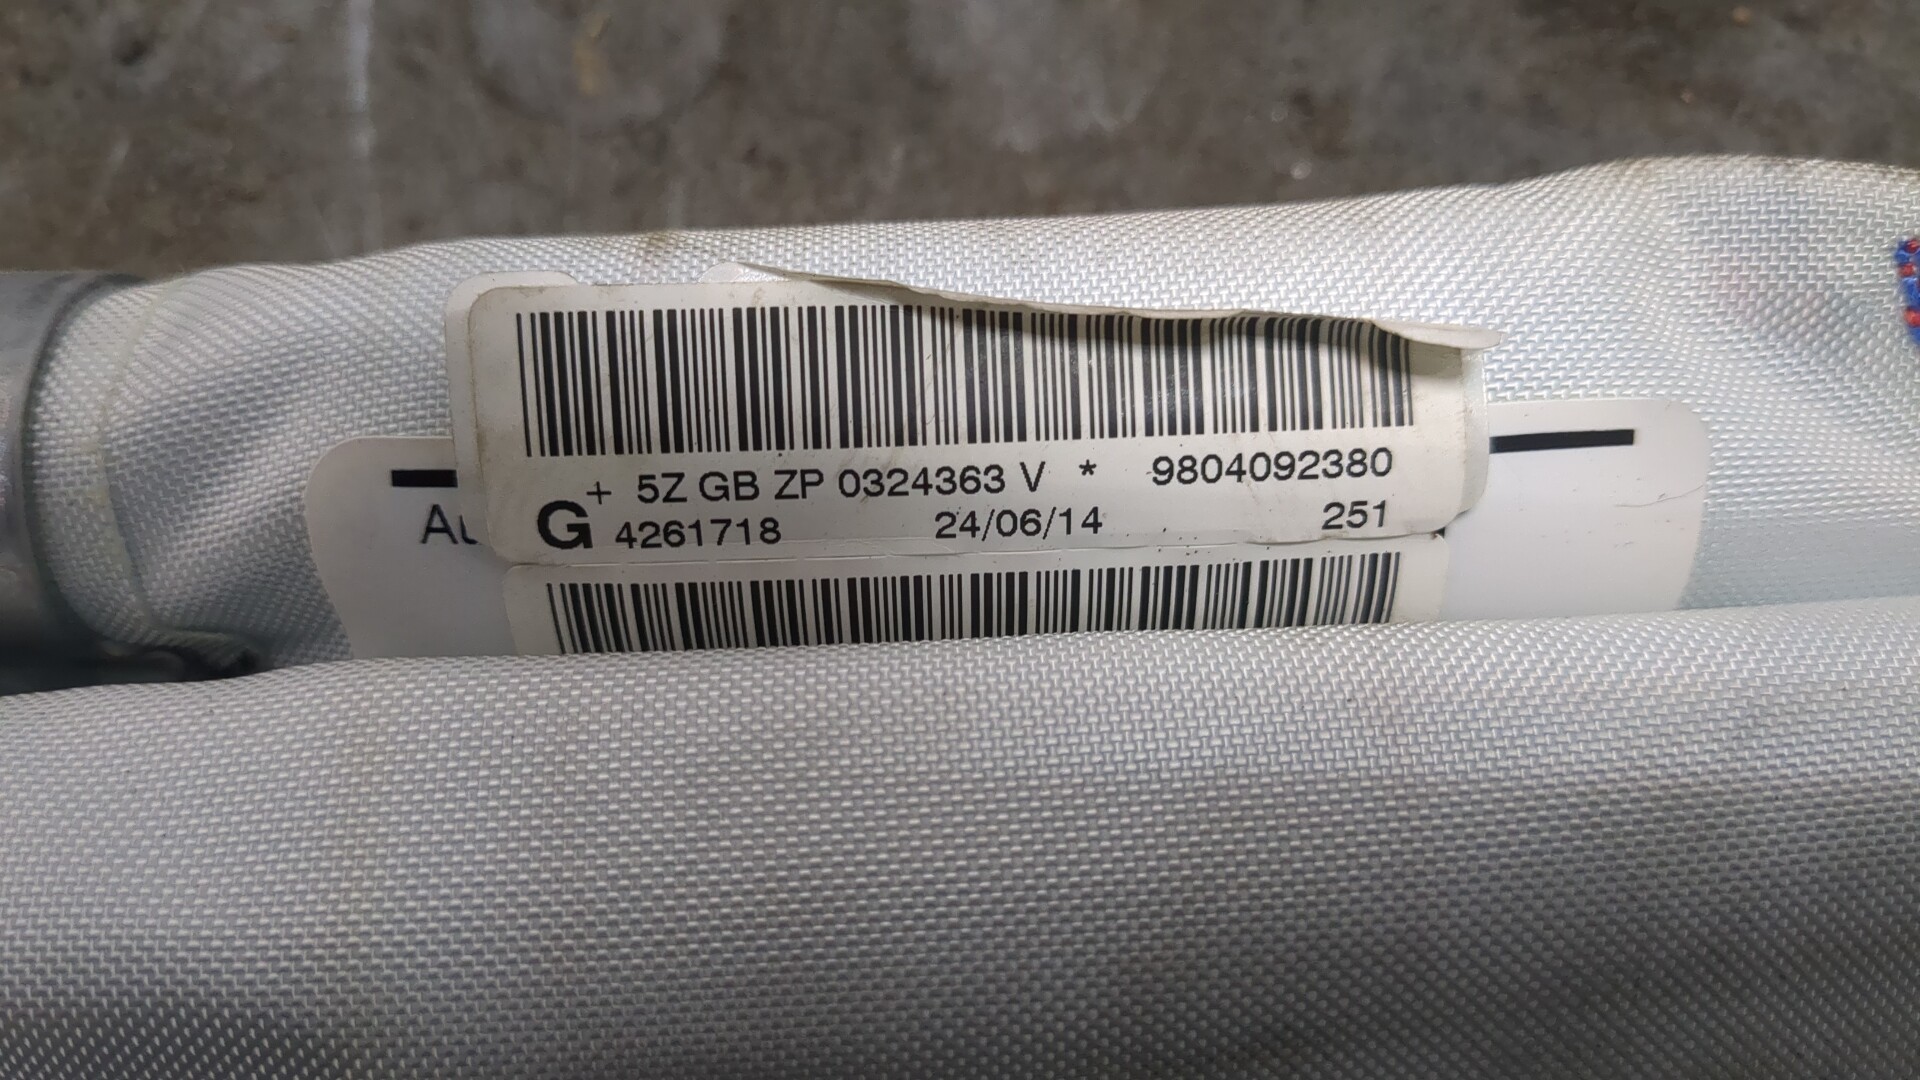 + 5Z GB ZP 0324363 V * 9804092380
G 4261718 24/06/14 251